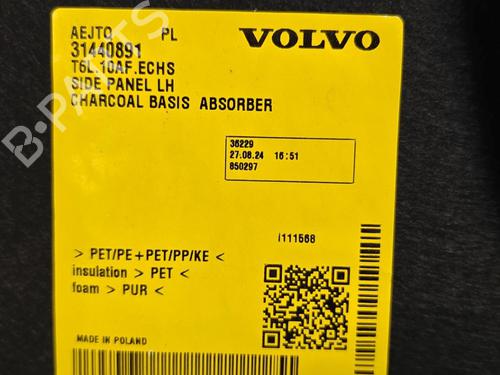 AEJTO PL
VOLVO
31440891
T6L.10AF.ECHS
SIDE PANEL LH
CHARCOAL BASIS ABSORBER
36229
27.08.24 16:51
850297
i111568
> PET/PE+PET/PP/KE <
insulation > PET <
foam > PUR <
MADE IN POLAND
B-PARTS